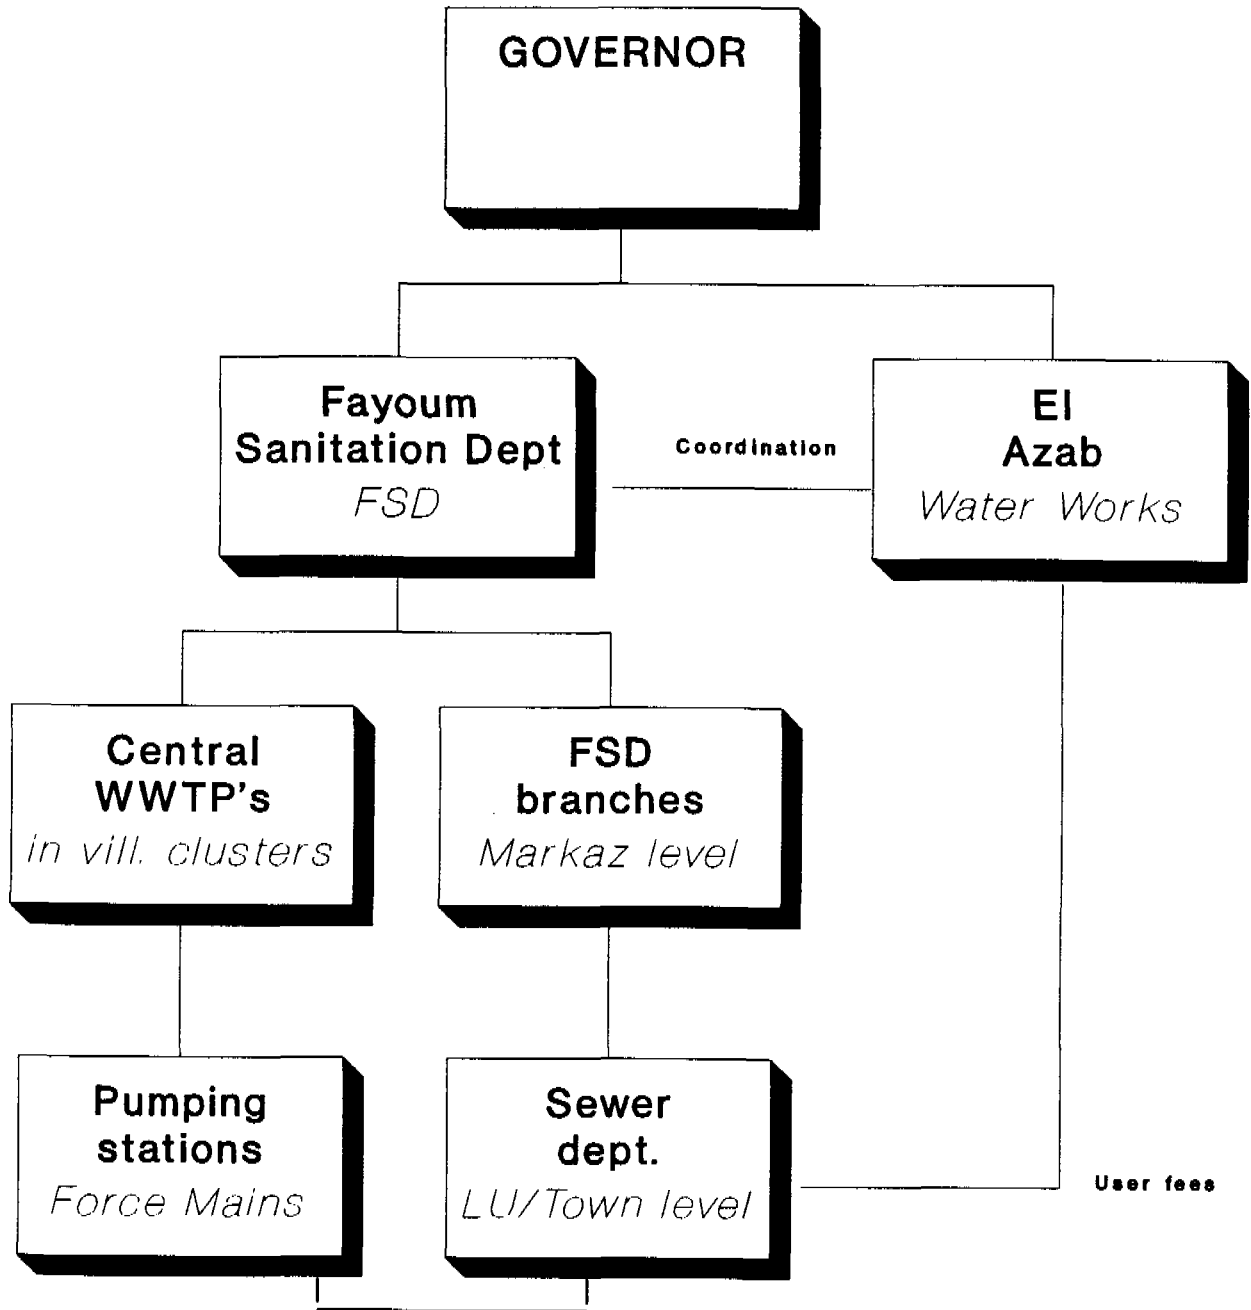 GOVERNOR
Fayoum
Sanitation Dept
FSD
Coordination
El
Azab
Water Works
Central
WWTP's
in vill. clusters
FSD
branches
Markaz level
Pumping
stations
Force Mains
Sewer
dept.
LU/Town level
User fees